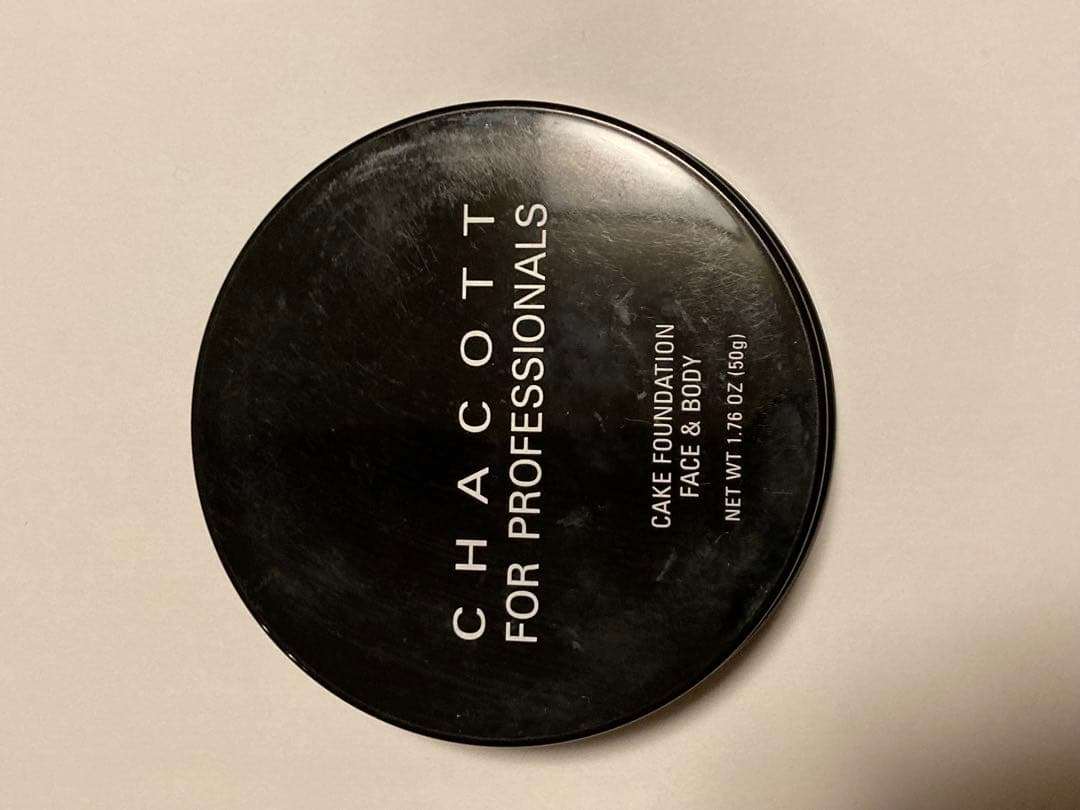 CHACOTT
FOR PROFESSIONALS
CAKE FOUNDATION
FACE & BODY
NET WT 1.76 OZ (50g)